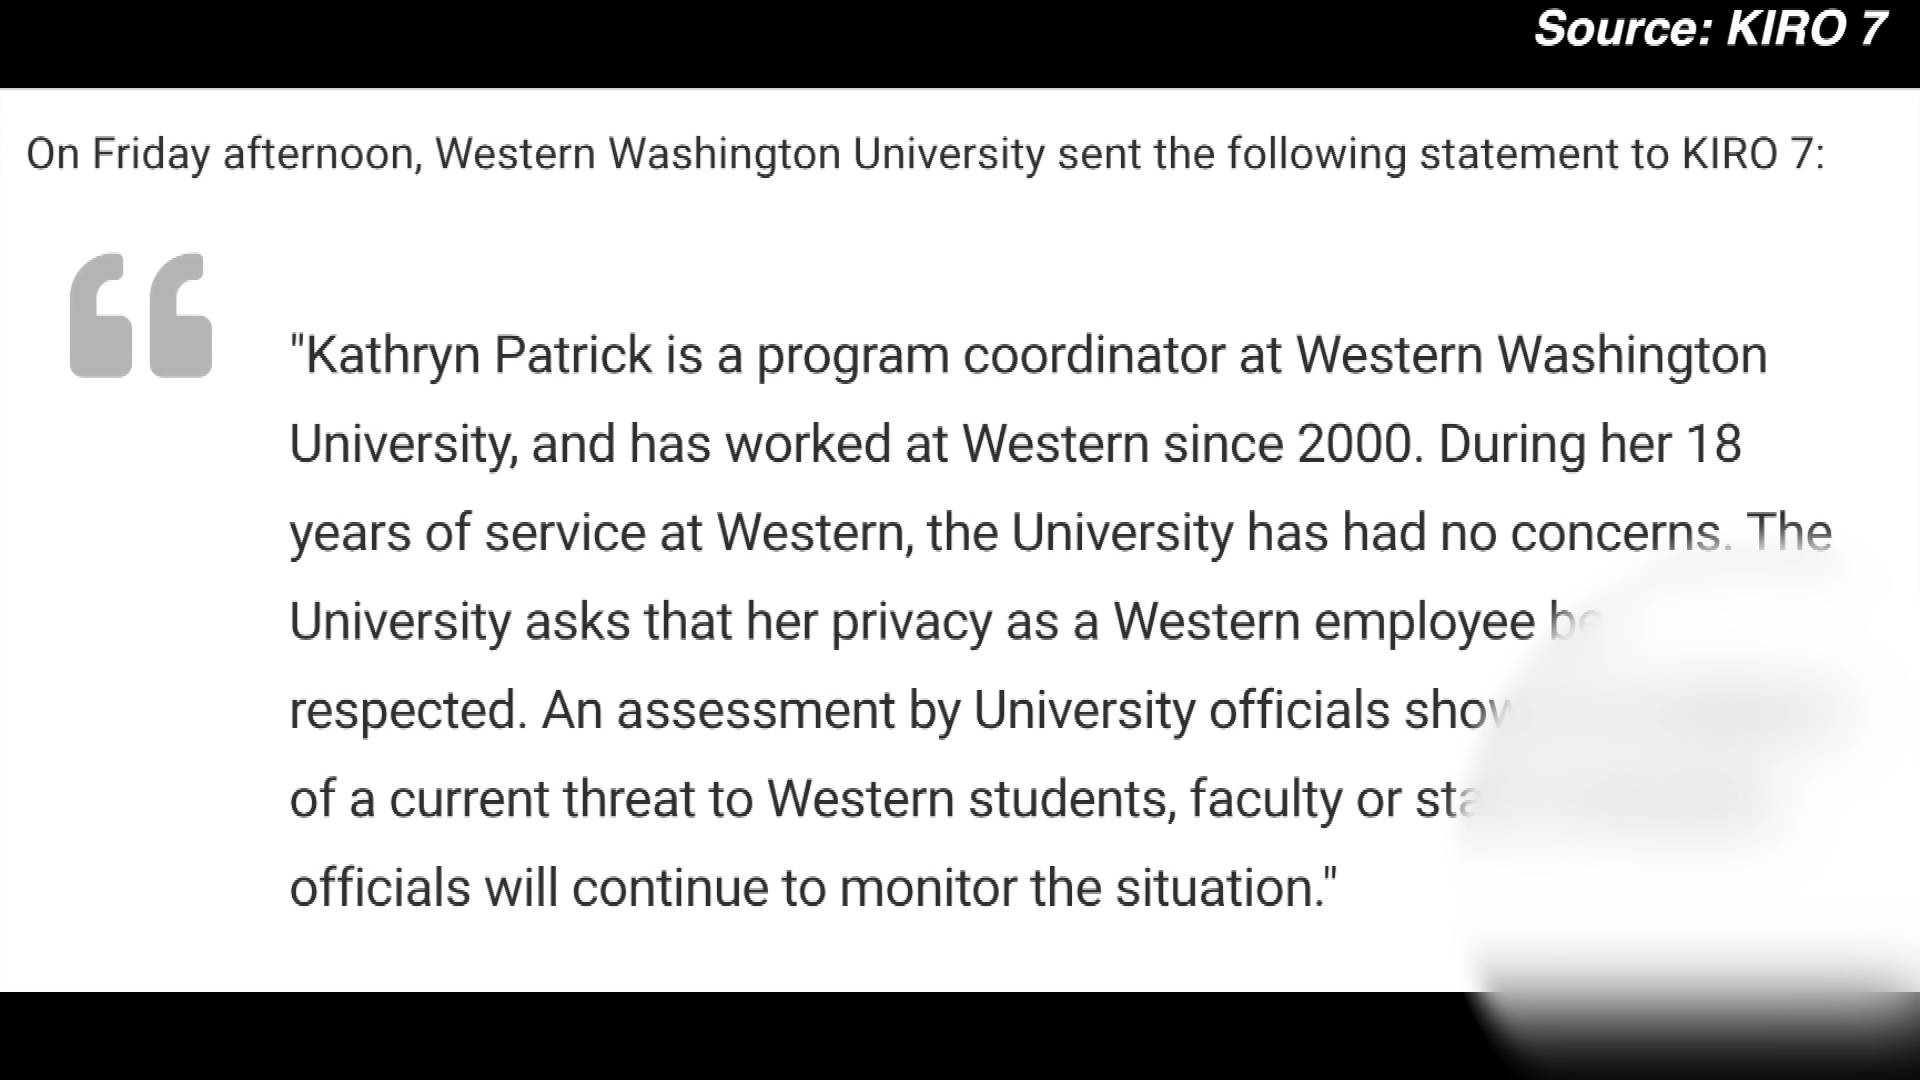 Source: KIRO 7
On Friday afternoon, Western Washington University sent the following statement to KIRO 7:
"Kathryn Patrick is a program coordinator at Western Washington
University, and has worked at Western since 2000. During her 18
years of service at Western, the University has had no concerns. The
University asks that her privacy as a Western employee be
respected. An assessment by University officials
of a current threat to Western students, faculty or
officials will continue to monitor the situation."